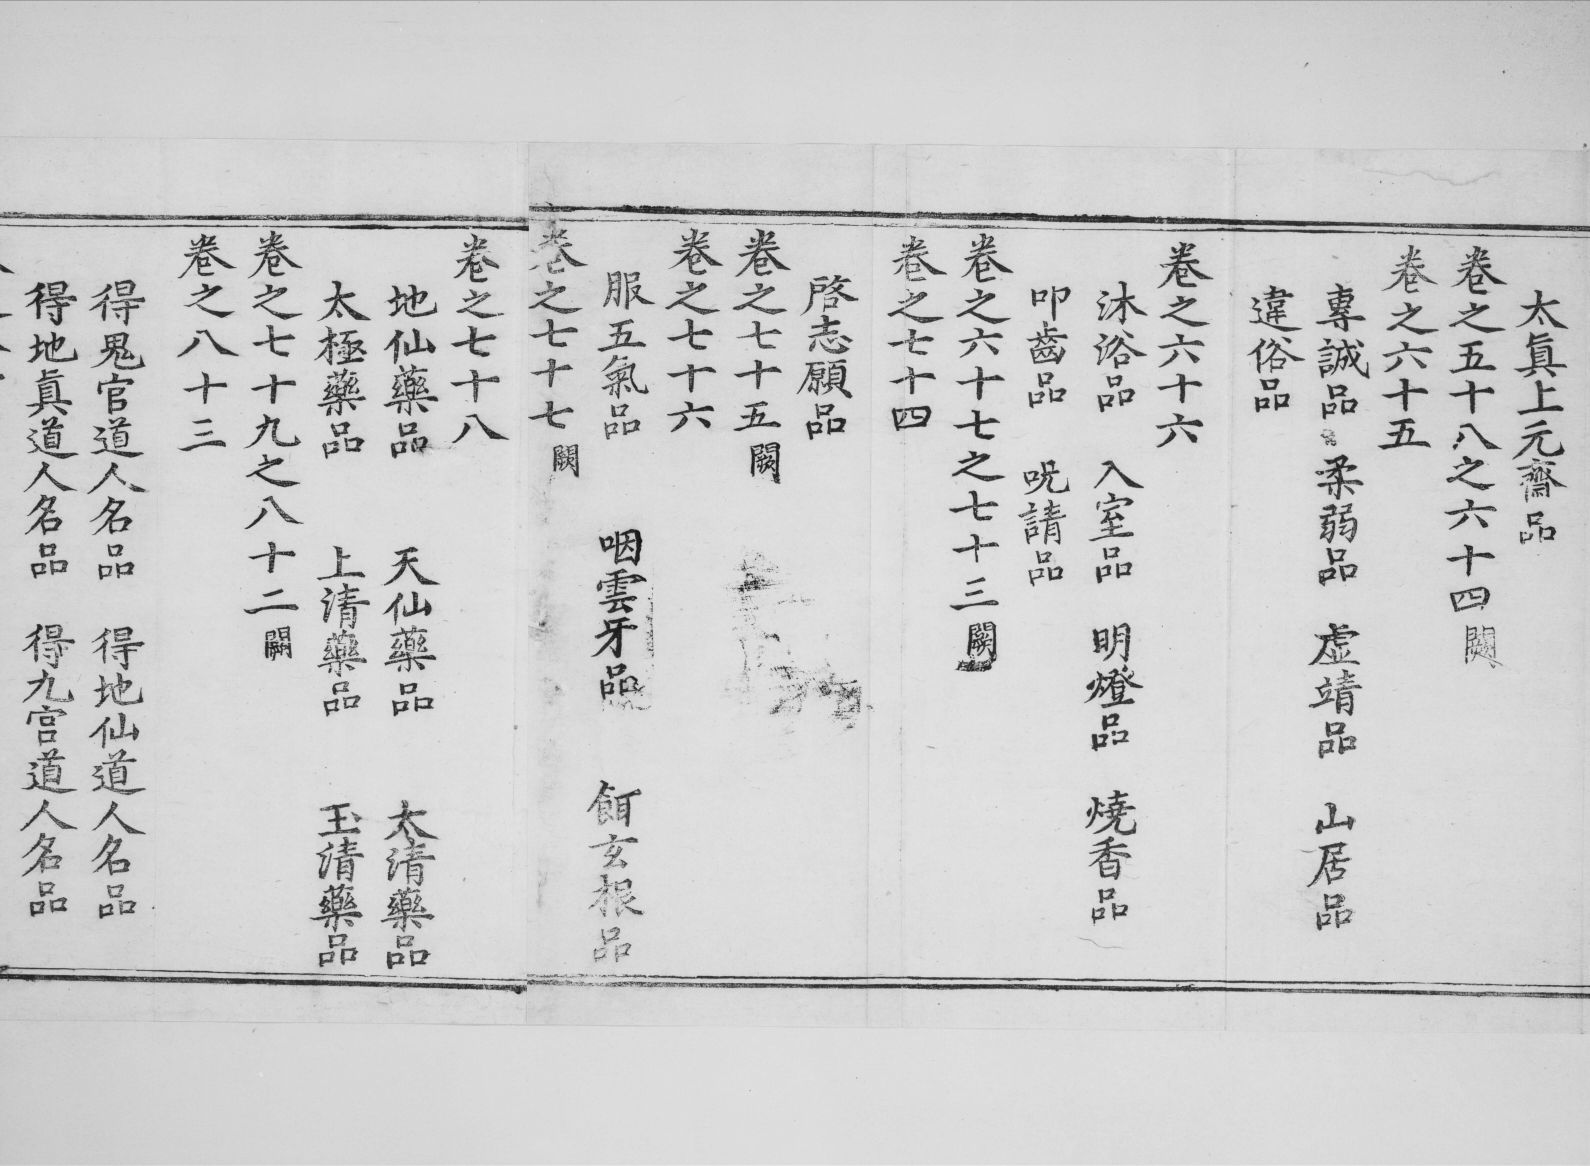 太眞上元齋品
卷之五十八之六十四闕
卷之六十五
專誠品 柔弱品 虛靖品 山居品
違俗品
卷之六十六
沐浴品 入室品 明燈品 燒香品
叩齒品 呪請品
卷之六十七之七十三闕
卷之七十四
啓志願品
卷之七十五闕
卷之七十六
服五氣品 咽雲牙品 餌玄根品
卷之七十七闕
卷之七十八
地仙藥品 天仙藥品 太清藥品
太極藥品 上清藥品 玉清藥品
卷之七十九之八十二闕
卷之八十三
得鬼官道人名品 得地仙道人名品
得地眞道人名品 得九宮道人名品